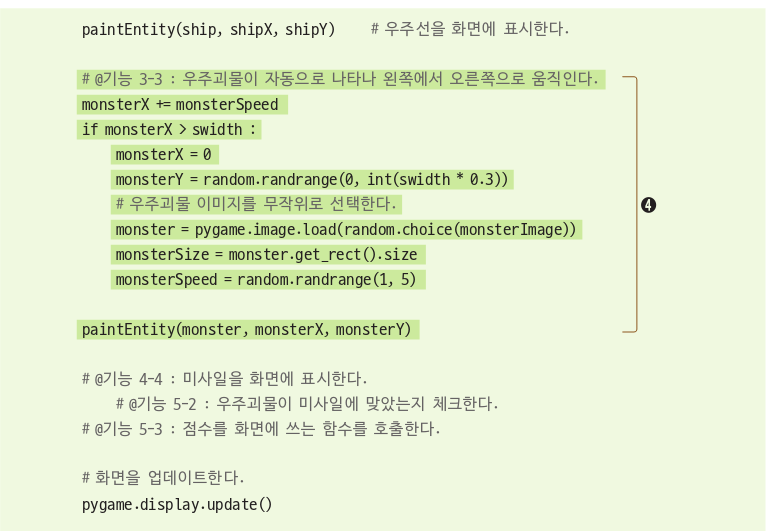 paintEntity(ship, shipX, shipY)    # 우주선을 화면에 표시한다.
# @기능 3-3 : 우주괴물이 자동으로 나타나 왼쪽에서 오른쪽으로 움직인다.
monsterX += monsterSpeed
if monsterX > swidth :
    monsterX = 0
    monsterY = random.randrange(0, int(swidth * 0.3))
    # 우주괴물 이미지를 무작위로 선택한다.
    monster = pygame.image.load(random.choice(monsterImage))
❹
    monsterSize = monster.get_rect().size
    monsterSpeed = random.randrange(1, 5)
paintEntity(monster, monsterX, monsterY)
# @기능 4-4 : 미사일을 화면에 표시한다.
    # @기능 5-2 : 우주괴물이 미사일에 맞았는지 체크한다.
# @기능 5-3 : 점수를 화면에 쓰는 함수를 호출한다.
# 화면을 업데이트한다.
pygame.display.update()